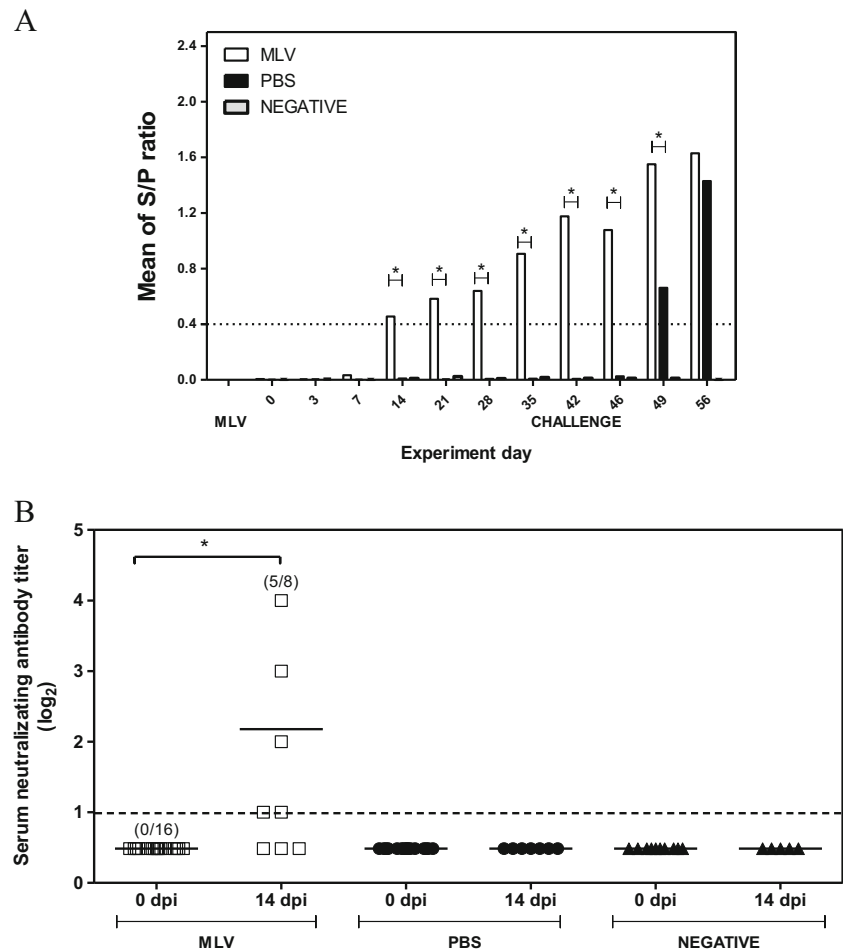 A
MLV
PBS
NEGATIVE
Mean of S/P ratio
2.4
2.0
1.6
1.2
0.8
0.4
0.0
* * * * * * *
0 3 7 14 21 28 35 42 46 49 56
MLV CHALLENGE
Experiment day
B
Serum neutralizating antibody titer
(log2)
5
4
3
2
1
0
*
(5/8)
(0/16)
0 dpi 14 dpi 0 dpi 14 dpi 0 dpi 14 dpi
MLV PBS NEGATIVE